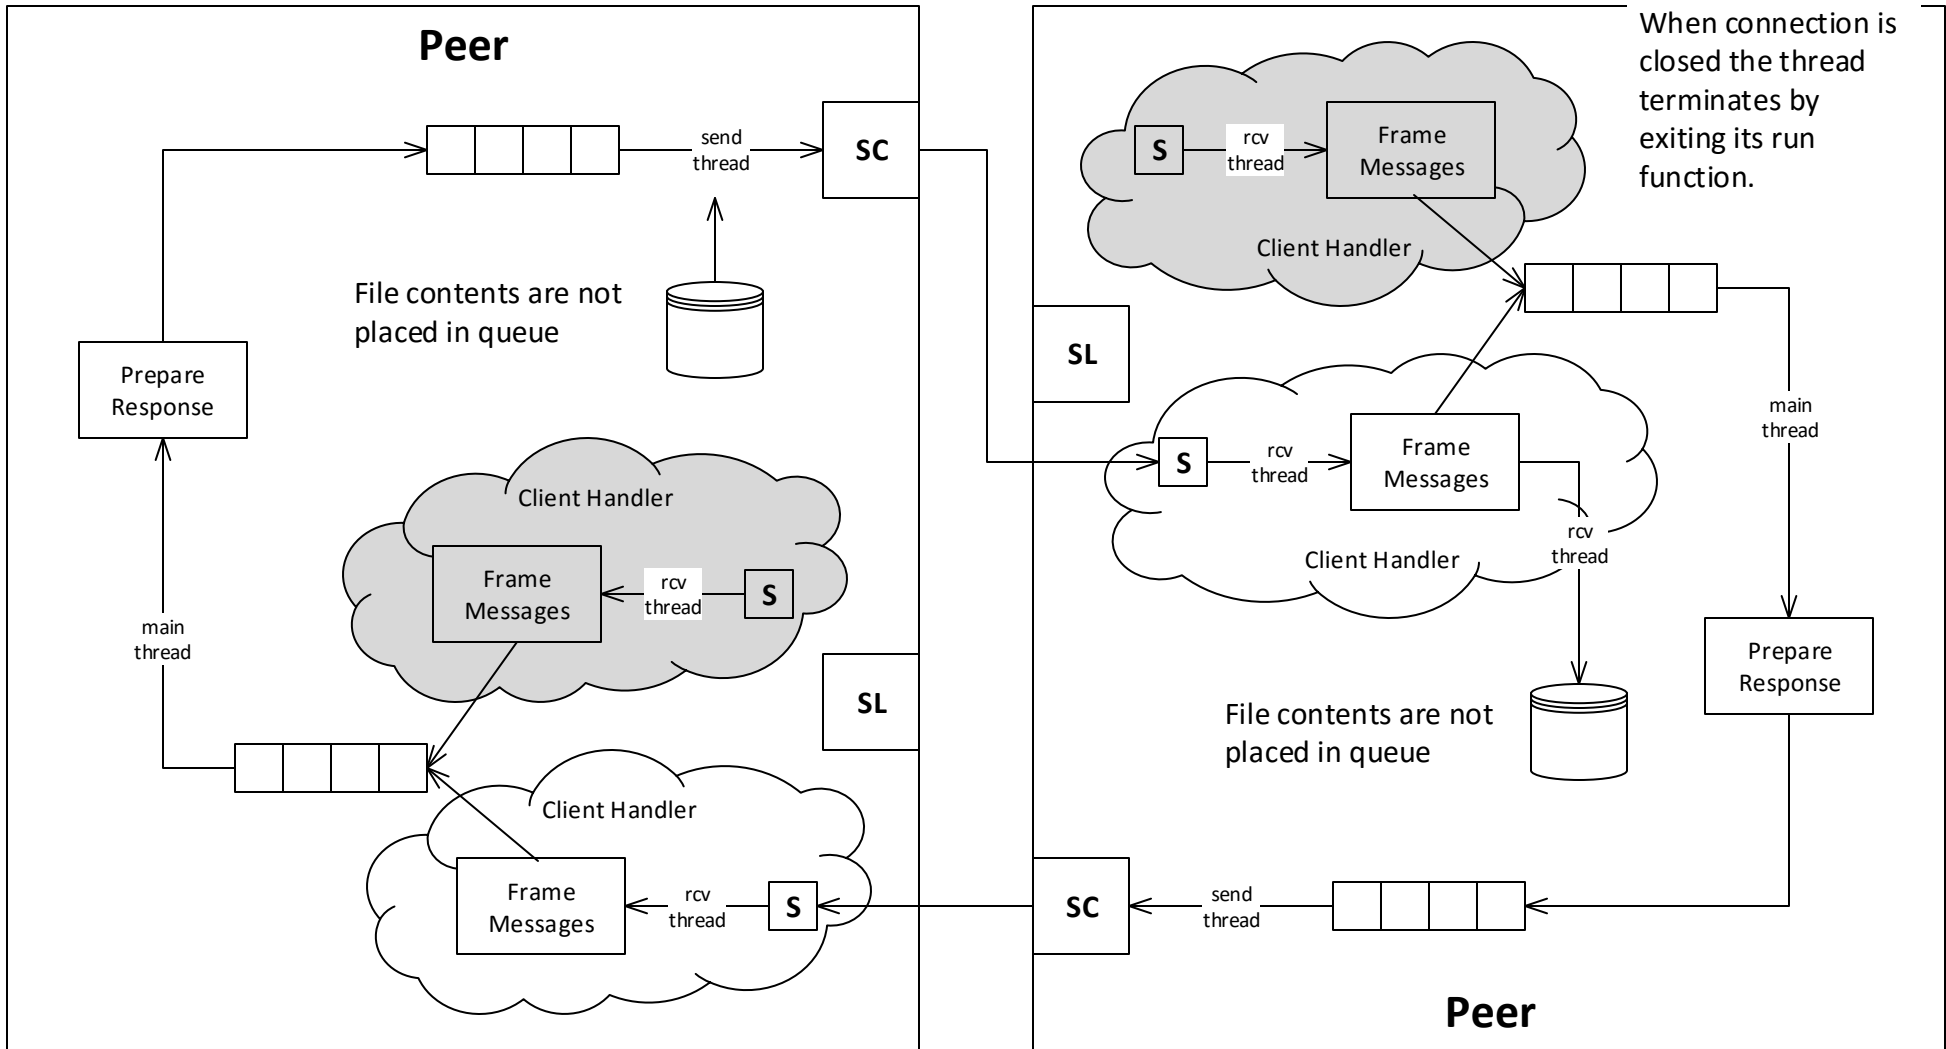 Peer
send
thread
SC
File contents are not
placed in queue
Prepare
Response
Client Handler
Frame
Messages
rcv
thread
S
main
thread
SL
Client Handler
Frame
Messages
rcv
thread
S
When connection is
closed the thread
terminates by
exiting its run
function.
S
rcv
thread
Frame
Messages
Client Handler
SL
main
thread
S
rcv
thread
Frame
Messages
rcv
thread
Client Handler
Prepare
Response
File contents are not
placed in queue
SC
send
thread
Peer